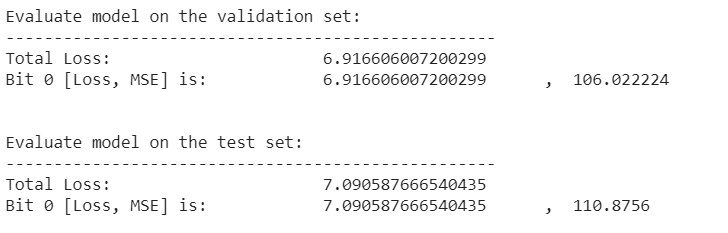 Evaluate model on the validation set:
---------------------------------------------------
Total Loss: 6.916606007200299
Bit 0 [Loss, MSE] is: 6.916606007200299 , 106.022224
Evaluate model on the test set:
---------------------------------------------------
Total Loss: 7.090587666540435
Bit 0 [Loss, MSE] is: 7.090587666540435 , 110.8756